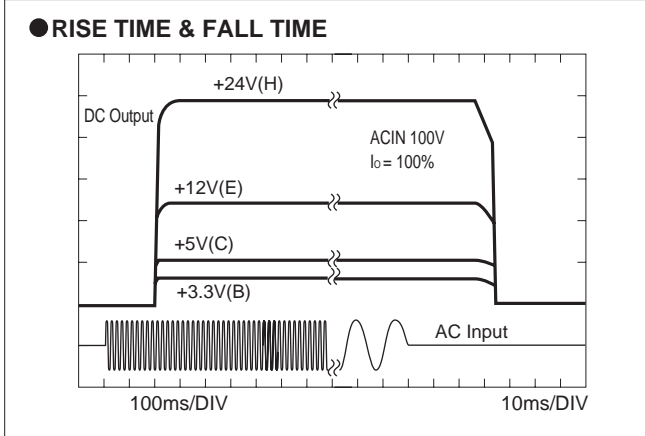 ●RISE TIME & FALL TIME
+24V(H)
DC Output
ACIN 100V
Io = 100%
+12V(E)
+5V(C)
+3.3V(B)
AC Input
100ms/DIV
10ms/DIV